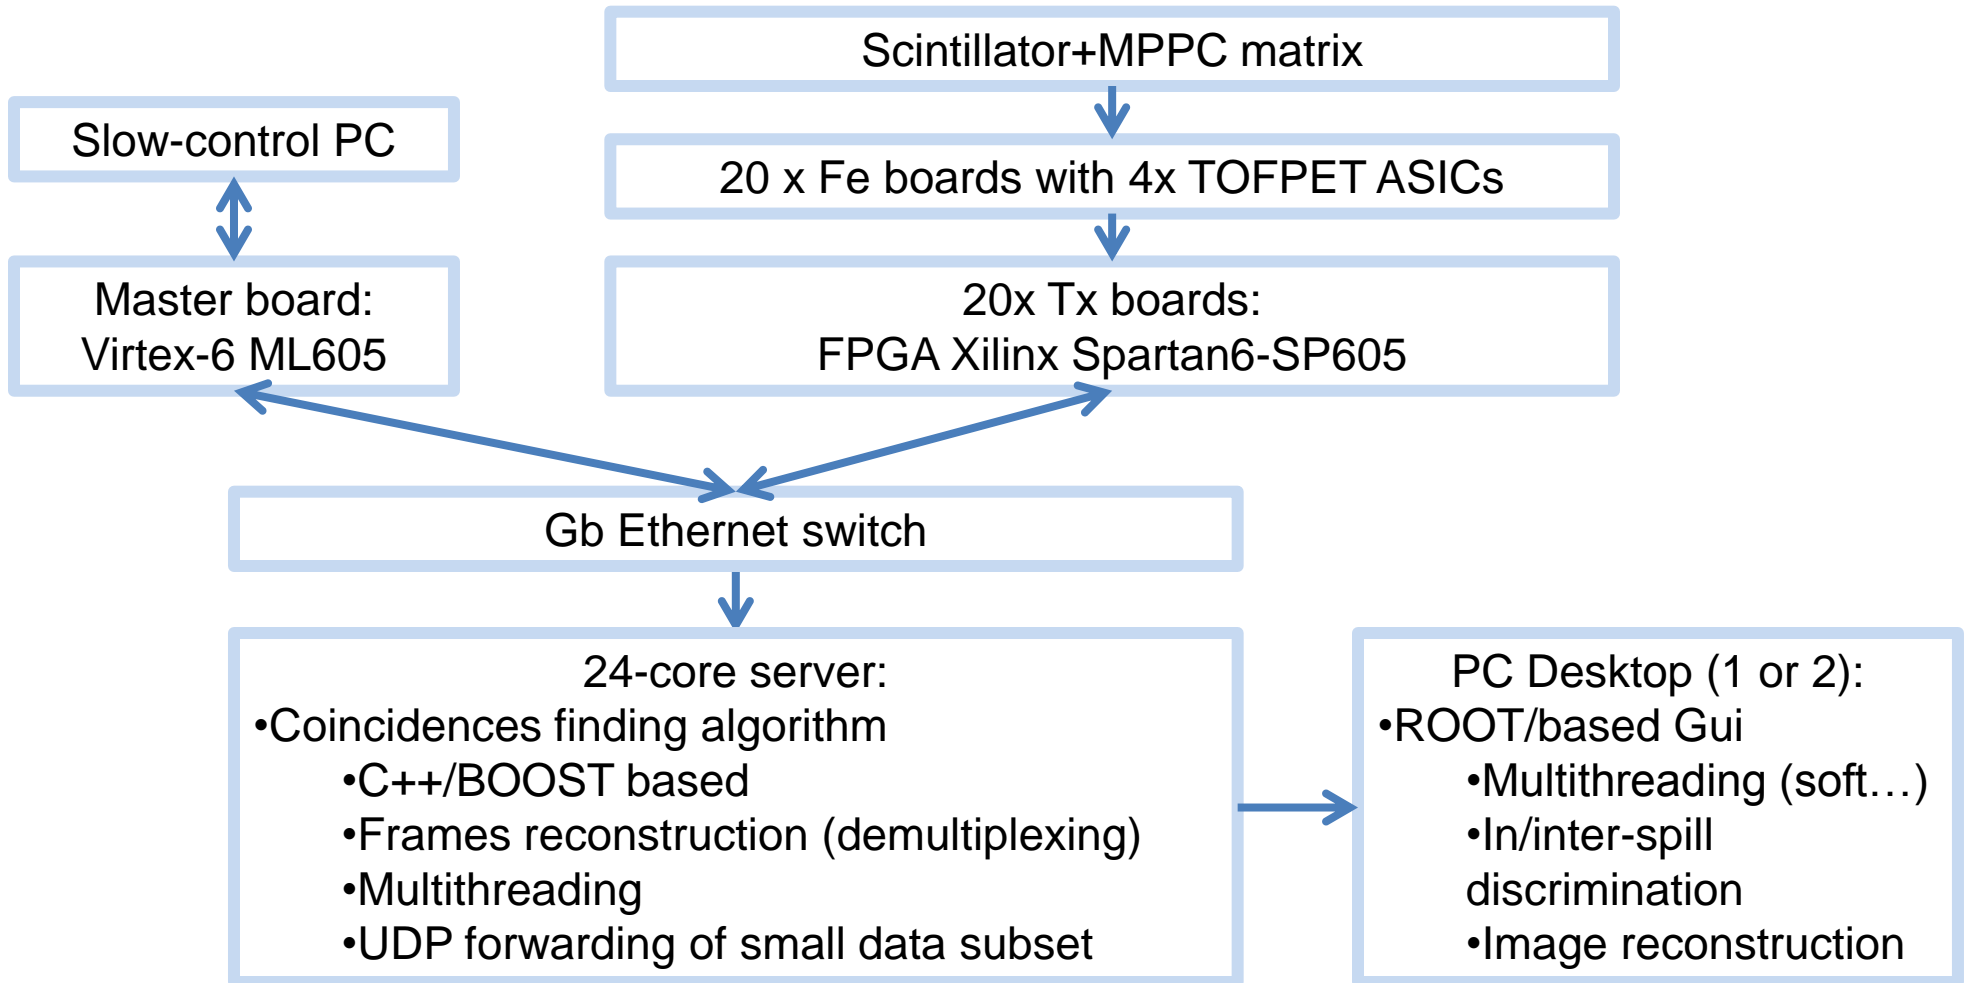 Scintillator+MPPC matrix
Slow-control PC
20 x Fe boards with 4x TOFPET ASICs
Master board:
Virtex-6 ML605
20x Tx boards:
FPGA Xilinx Spartan6-SP605
Gb Ethernet switch
24-core server:
•Coincidences finding algorithm
•C++/BOOST based
•Frames reconstruction (demultiplexing)
•Multithreading
•UDP forwarding of small data subset
PC Desktop (1 or 2):
•ROOT/based Gui
•Multithreading (soft…)
•In/inter-spill
discrimination
•Image reconstruction